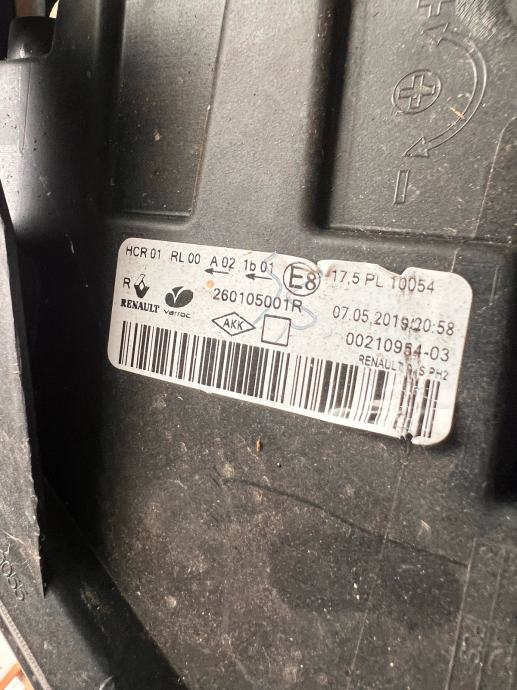 HCR 01 RL 00 A 02 1b 01 E8 17,5 PL 10054
R RENAULT varroc 260105001R 07.05.2019/20:58
AKK 00210954-03
RENAULT PH2